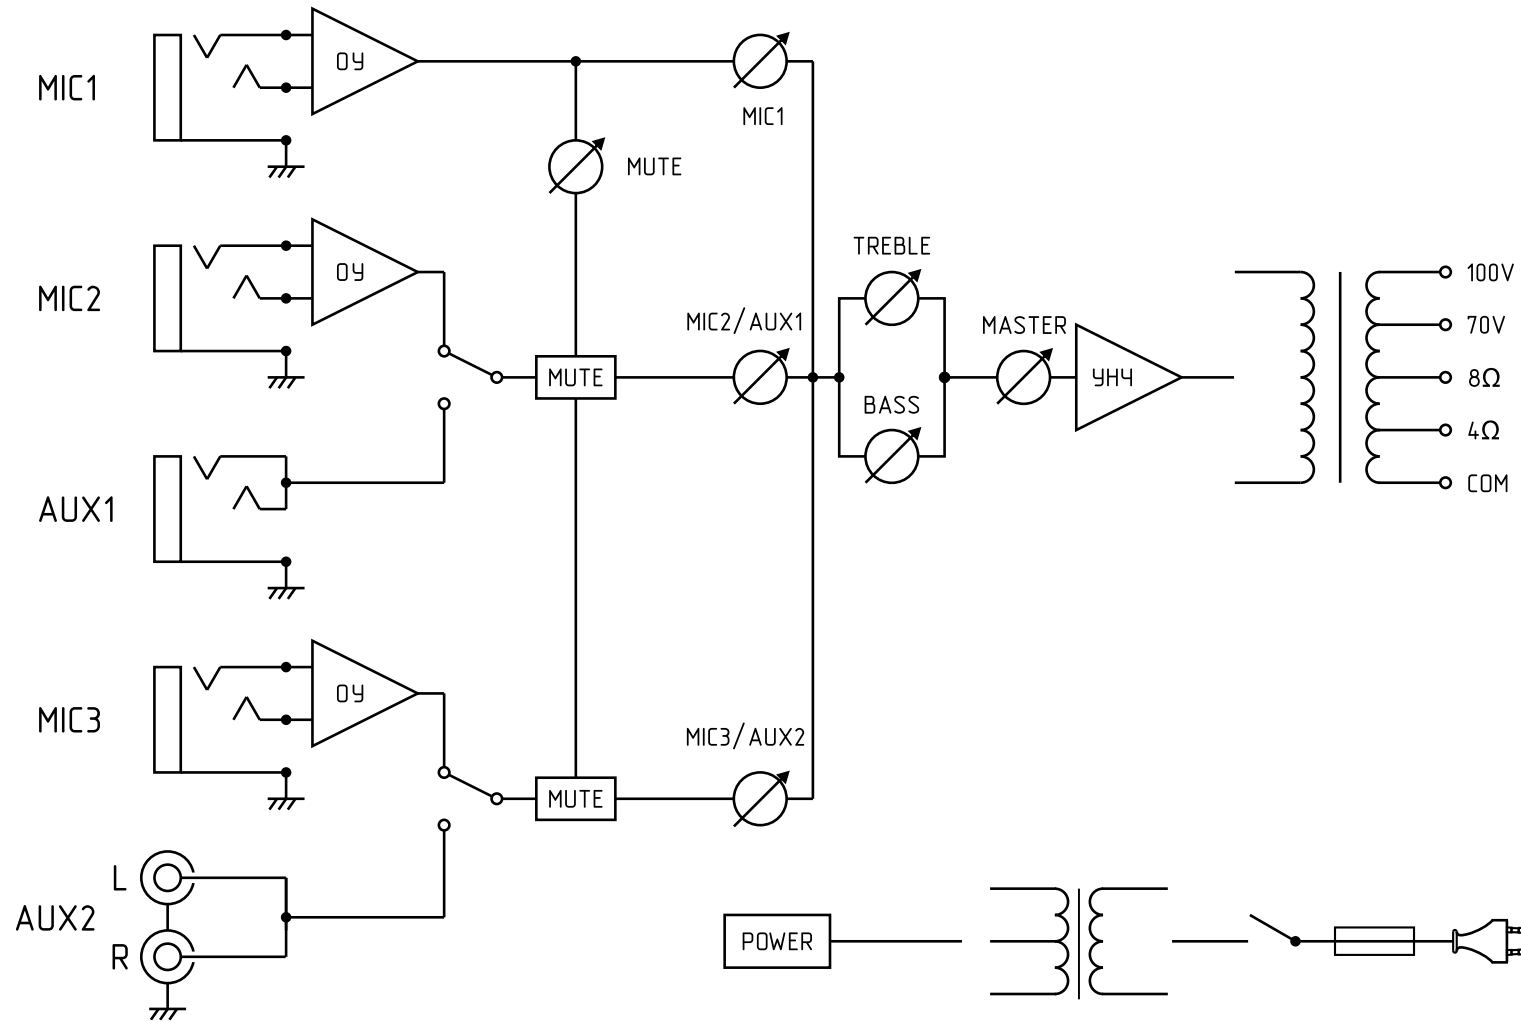 MIC1
ОУ
MIC1
MUTE
MIC2
ОУ
TREBLE
MIC2/AUX1
MASTER
MUTE
BASS
УНЧ
100V
70V
8Ω
4Ω
COM
AUX1
MIC3
ОУ
MIC3/AUX2
MUTE
L
AUX2
R
POWER